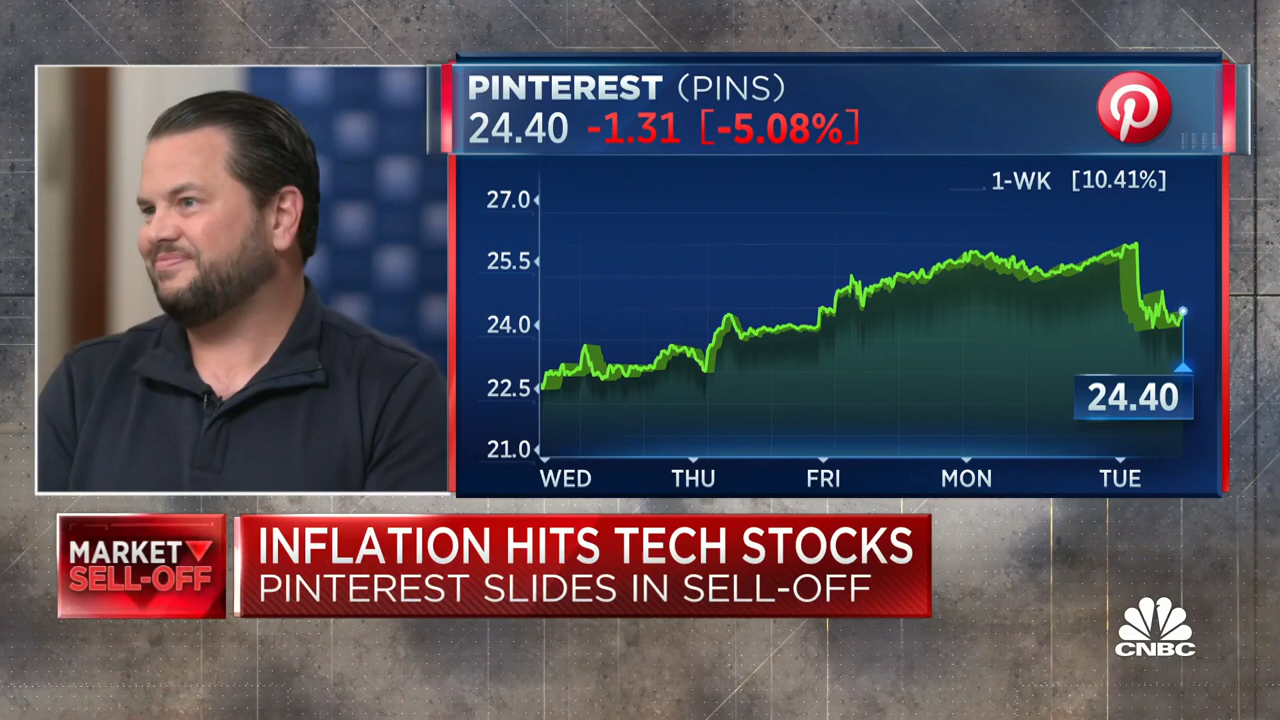 PINTEREST (PINS)
24.40 -1.31 [-5.08%]
1-WK [10.41%]
27.0
25.5
24.0
22.5
21.0
24.40
WED THU FRI MON TUE
MARKET
SELL-OFF
INFLATION HITS TECH STOCKS
PINTEREST SLIDES IN SELL-OFF
CNBC